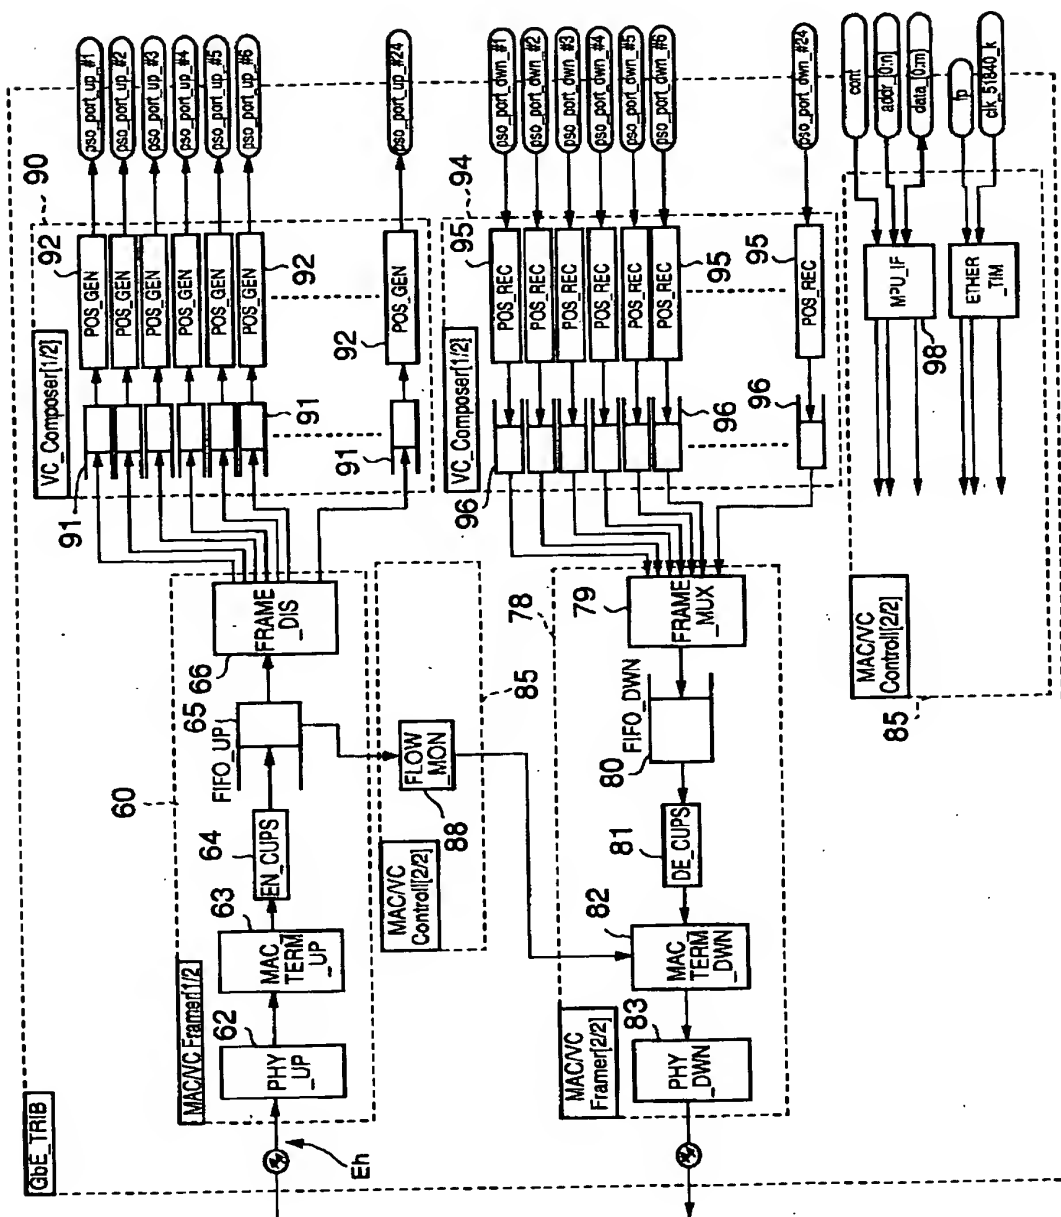 GbE_TRIB
MAC/VC Framer[1/2]
60
Eh
62
PHY
_UP
63
MAC_
TERM
_UP
64
EN_CUPS
FIFO_UP
65
66
FRAME
_DIS
VC_Composer[1/2]
90
91
91
91
92
92
92
POS_GEN
POS_GEN
POS_GEN
POS_GEN
POS_GEN
POS_GEN
POS_GEN
pso_port_up_#1
pso_port_up_#2
pso_port_up_#3
pso_port_up_#4
pso_port_up_#5
pso_port_up_#6
pso_port_up_#24
MAC/VC
Controll[2/2]
85
FLOW
_MON
88
MAC/VC
Framer[2/2]
78
83
PHY
_DWN
82
MAC_
TERM
_DWN
81
DE_CUPS
80
FIFO_DWN
79
FRAME
_MUX
VC_Composer[1/2]
94
96
96
96
95
95
95
POS_REC
POS_REC
POS_REC
POS_REC
POS_REC
POS_REC
POS_REC
pso_port_dwn_#1
pso_port_dwn_#2
pso_port_dwn_#3
pso_port_dwn_#4
pso_port_dwn_#5
pso_port_dwn_#6
pso_port_dwn_#24
MAC/VC
Controll[2/2]
85
MPU_IF
98
ETHER
_TIM
cont
addr_[0:n]
data_[0:m]
fp
clk_51840_k